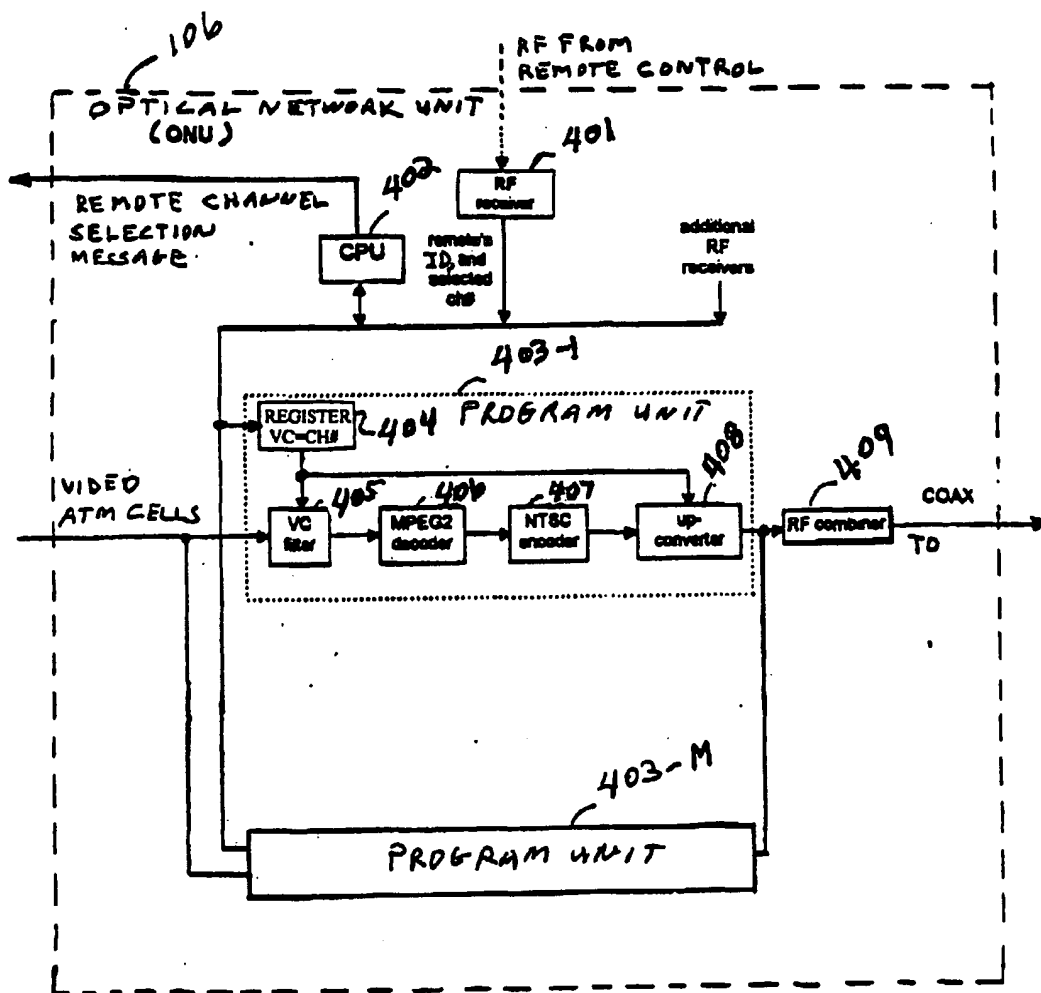 106
RF FROM
REMOTE CONTROL
OPTICAL NETWORK UNIT
(ONU)
401
402
RF
receiver
REMOTE CHANNEL
SELECTION
MESSAGE
CPU
remote's
ID, and
selected
ch#
additional
RF
receivers
403-1
REGISTER
VC=CH#
404
PROGRAM UNIT
408
409
VIDEO
ATM CELLS
405
406
407
COAX
VC
filter
MPEG2
decoder
NTSC
encoder
up-
converter
RF combiner
TO
403-M
PROGRAM UNIT